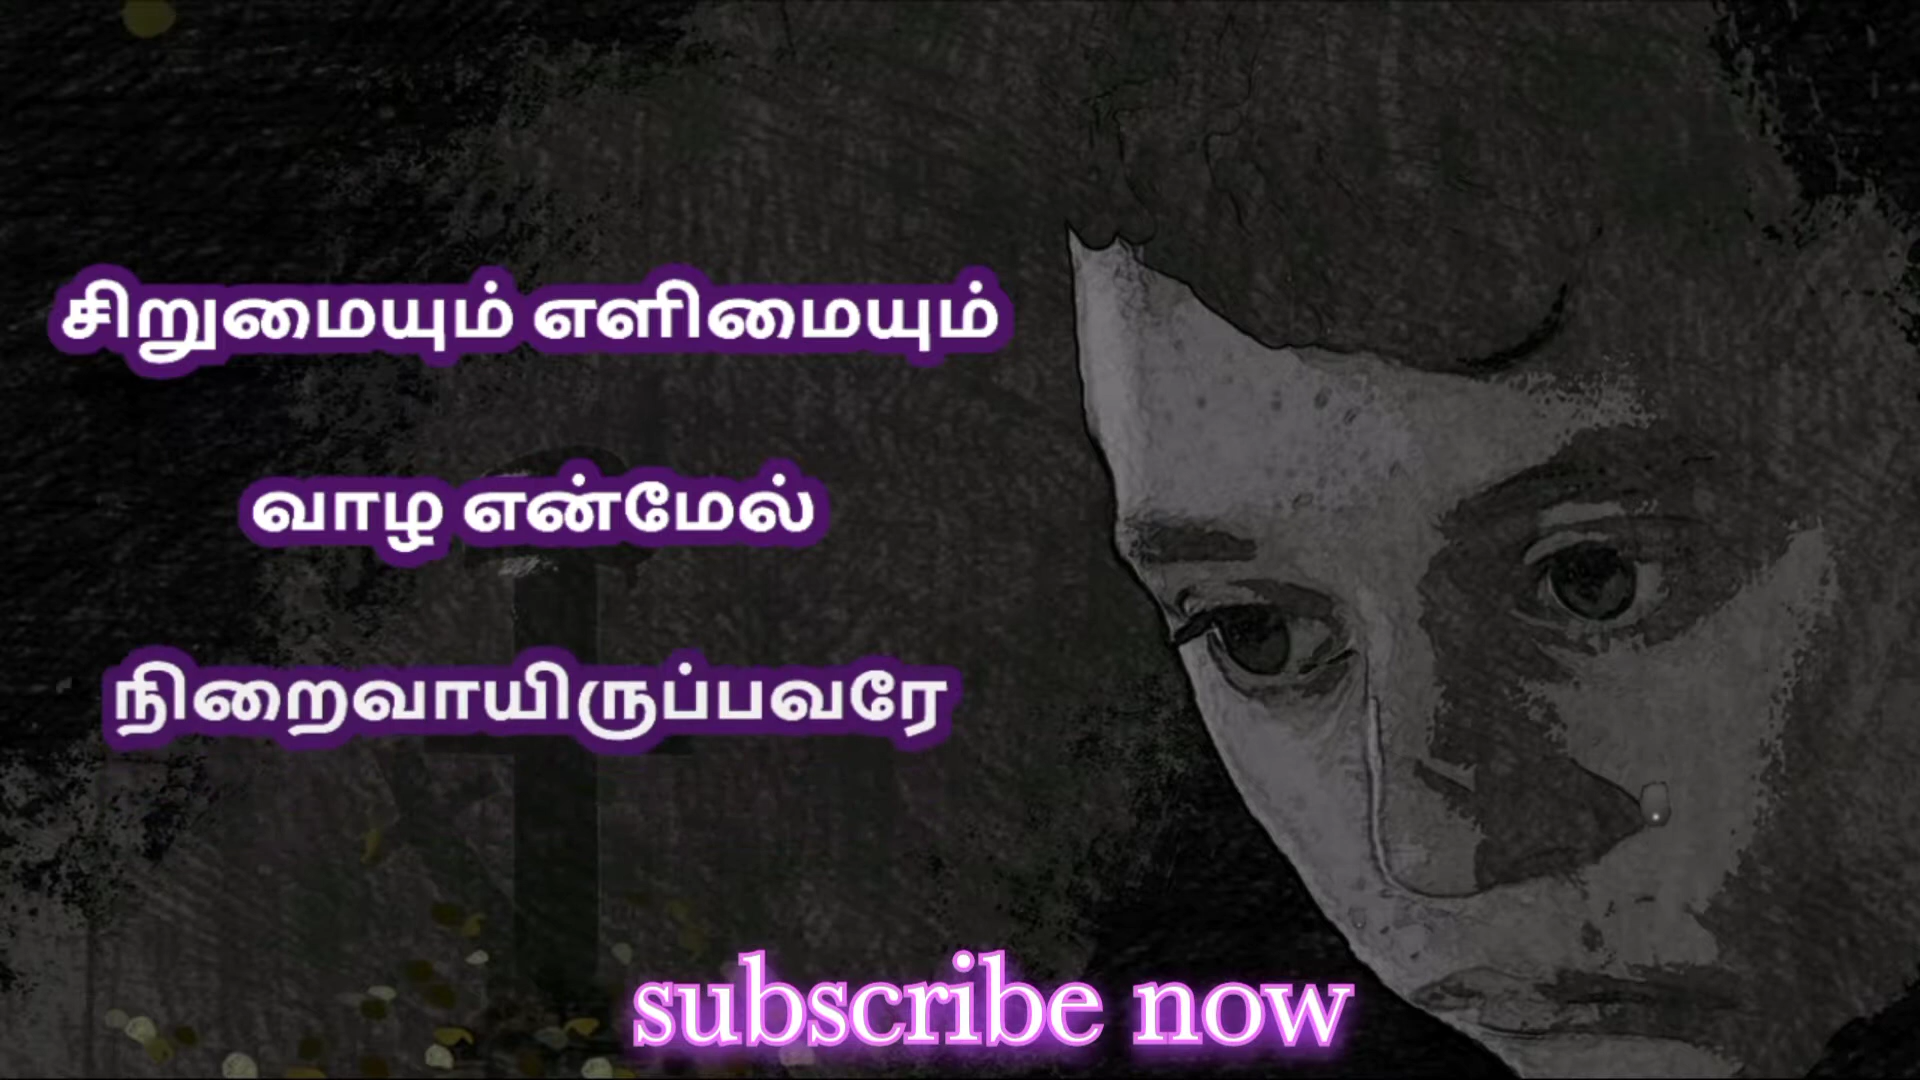 சிறுமையும் எளிமையும்
வாழ என்மேல்
நிறைவாயிருப்பவரே
subscribe now